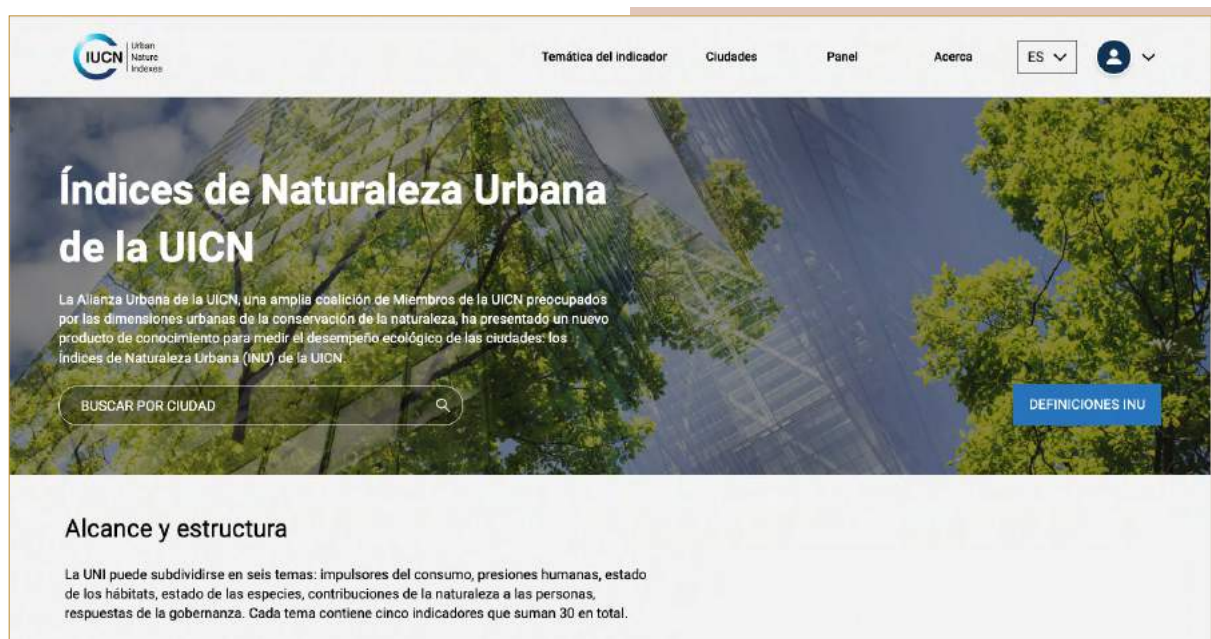 IUCN
Urban
Nature
Indexes
Temática del indicador
Ciudades
Panel
Acerca
ES
Índices de Naturaleza Urbana
de la UICN
La Alianza Urbana de la UICN, una amplia coalición de Miembros de la UICN preocupados
por las dimensiones urbanas de la conservación de la naturaleza, ha presentado un nuevo
producto de conocimiento para medir el desempeño ecológico de las ciudades: los
Índices de Naturaleza Urbana (INU) de la UICN.
BUSCAR POR CIUDAD
DEFINICIONES INU
Alcance y estructura
La UNI puede subdividirse en seis temas: impulsores del consumo, presiones humanas, estado
de los hábitats, estado de las especies, contribuciones de la naturaleza a las personas,
respuestas de la gobernanza. Cada tema contiene cinco indicadores que suman 30 en total.